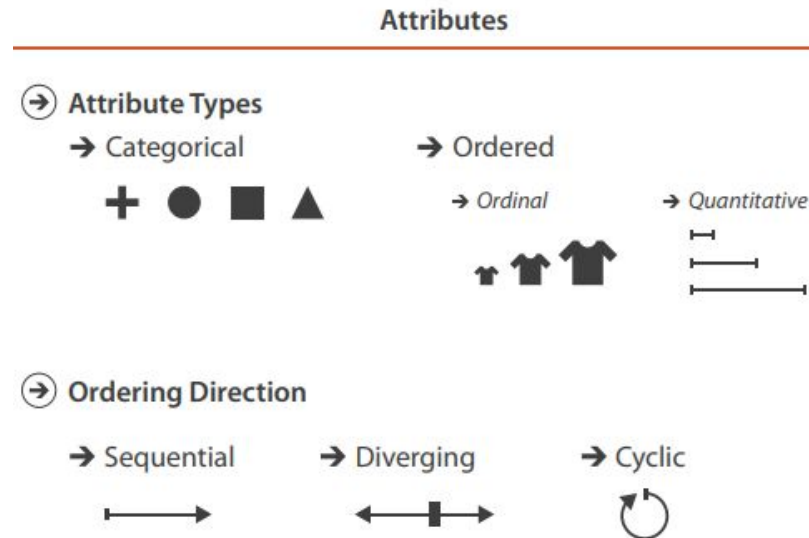 Attributes
Attribute Types
Categorical
Ordered
Ordinal
Quantitative
Ordering Direction
Sequential
Diverging
Cyclic